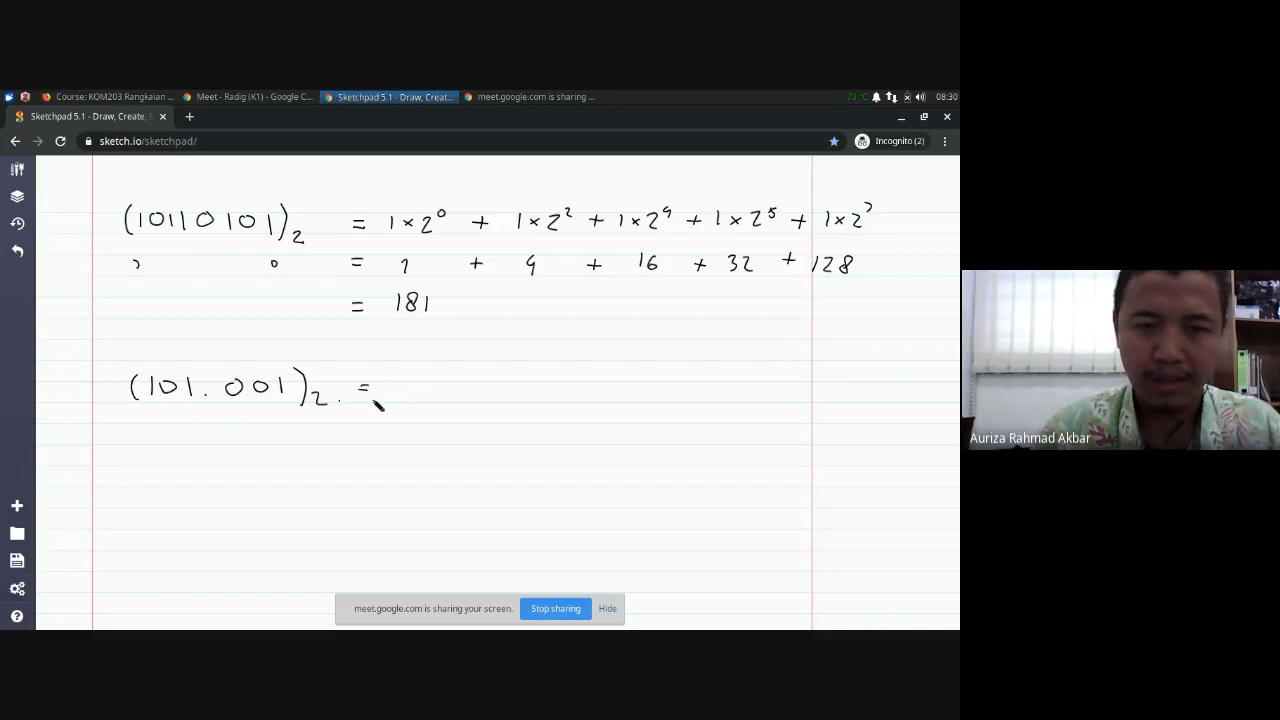 Course: KOM203 Rangkaian ...
Meet - Radig (K1) - Google C...
Sketchpad 5.1 - Draw, Creat...
meet.google.com is sharing ...
70 °C
08:30
Sketchpad 5.1 - Draw, Create, S
sketch.io/sketchpad/
Incognito (2)
(10110101)₂ = 1×2⁰ + 1×2² + 1×2⁴ + 1×2⁵ + 1×2⁷
7 0 = 1 + 4 + 16 + 32 + 128
= 181
(101.001)₂. =
Auriza Rahmad Akbar
meet.google.com is sharing your screen.
Stop sharing
Hide